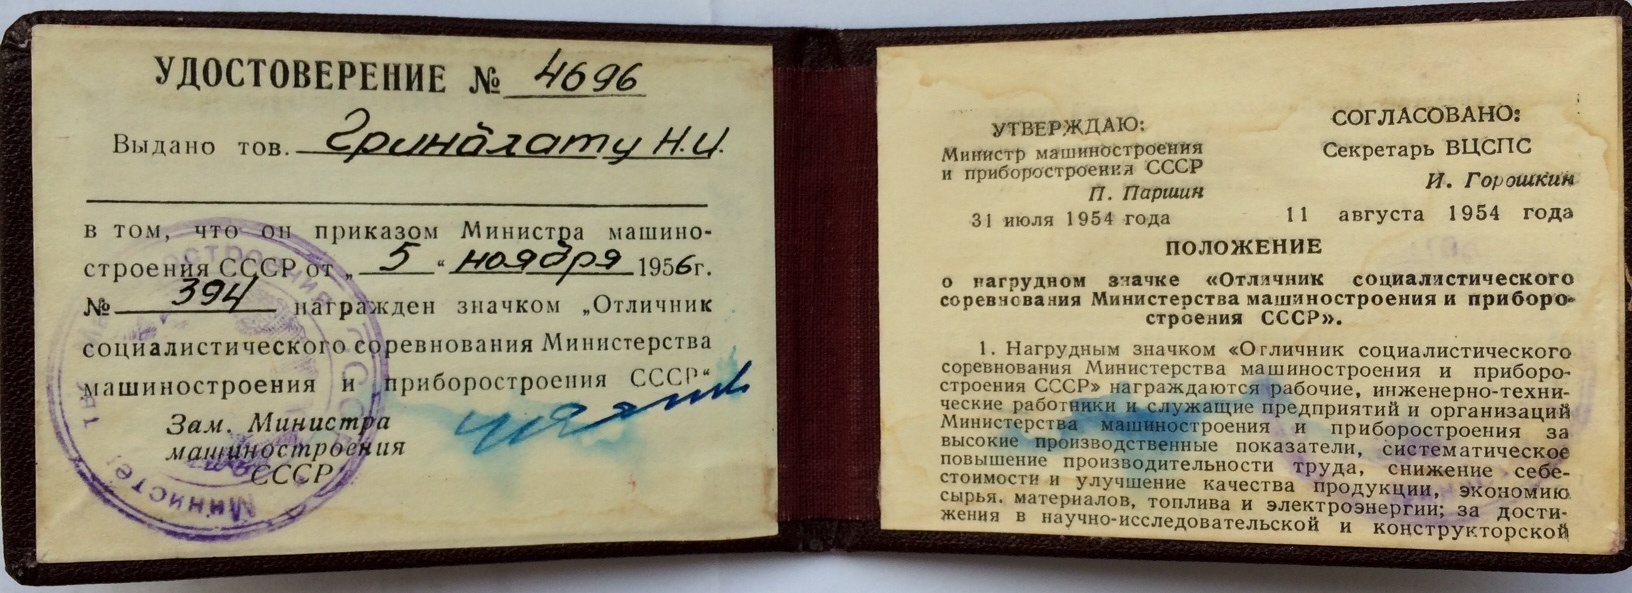 УДОСТОВЕРЕНИЕ № 4696
Выдано тов. Гринблату Н.И.
в том, что он приказом Министра машино-
строения СССР от „5“ ноября 1956г.
№ 394 награжден значком „Отличник
социалистического соревнования Министерства
машиностроения и приборостроения СССР“
Зам. Министра
машиностроения
СССР
УТВЕРЖДАЮ:
Министр машиностроения
и приборостроения СССР
П. Паршин
31 июля 1954 года
СОГЛАСОВАНО:
Секретарь ВЦСПС
И. Горошкин
11 августа 1954 года
ПОЛОЖЕНИЕ
о нагрудном значке «Отличник социалистического
соревнования Министерства машиностроения и приборо-
строения СССР».
1. Нагрудным значком «Отличник социалистического
соревнования Министерства машиностроения и приборо-
строения СССР» награждаются рабочие, инженерно-техни-
ческие работники и служащие предприятий и организаций
Министерства машиностроения и приборостроения за
высокие производственные показатели, систематическое
повышение производительности труда, снижение себе-
стоимости и улучшение качества продукции, экономию
сырья, материалов, топлива и электроэнергии; за дости-
жения в научно-исследовательской и конструкторской